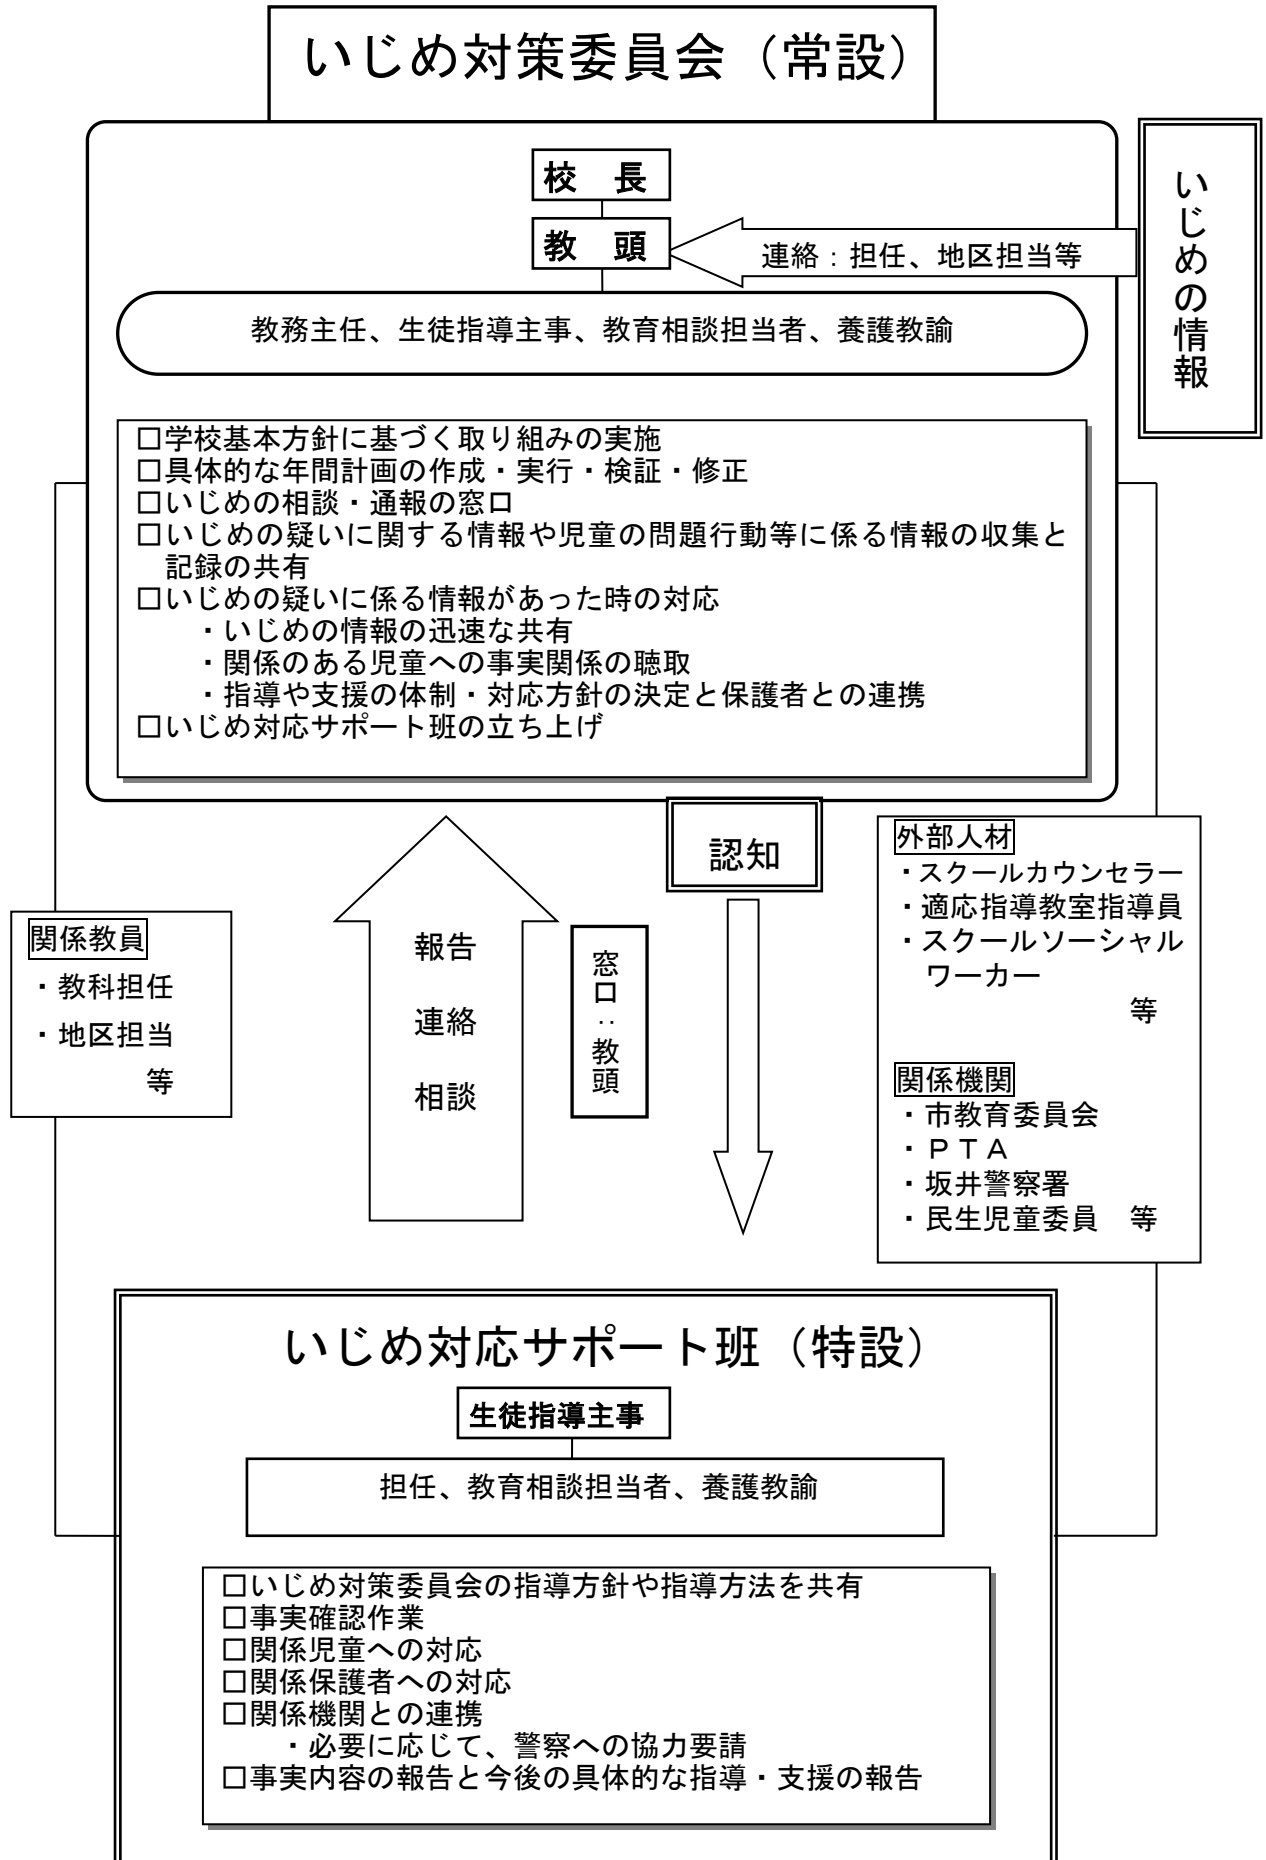 いじめ対策委員会（常設）
校　長
教　頭
連絡：担任、地区担当等
いじめの情報
教務主任、生徒指導主事、教育相談担当者、養護教諭
□学校基本方針に基づく取り組みの実施
□具体的な年間計画の作成・実行・検証・修正
□いじめの相談・通報の窓口
□いじめの疑いに関する情報や児童の問題行動等に係る情報の収集と
記録の共有
□いじめの疑いに係る情報があった時の対応
・いじめの情報の迅速な共有
・関係のある児童への事実関係の聴取
・指導や支援の体制・対応方針の決定と保護者との連携
□いじめ対応サポート班の立ち上げ
認知
関係教員
・教科担任
・地区担当
等
報告
連絡
相談
窓口：教頭
外部人材
・スクールカウンセラー
・適応指導教室指導員
・スクールソーシャル
ワーカー
等
関係機関
・市教育委員会
・ＰＴＡ
・坂井警察署
・民生児童委員　等
いじめ対応サポート班（特設）
生徒指導主事
担任、教育相談担当者、養護教諭
□いじめ対策委員会の指導方針や指導方法を共有
□事実確認作業
□関係児童への対応
□関係保護者への対応
□関係機関との連携
・必要に応じて、警察への協力要請
□事実内容の報告と今後の具体的な指導・支援の報告